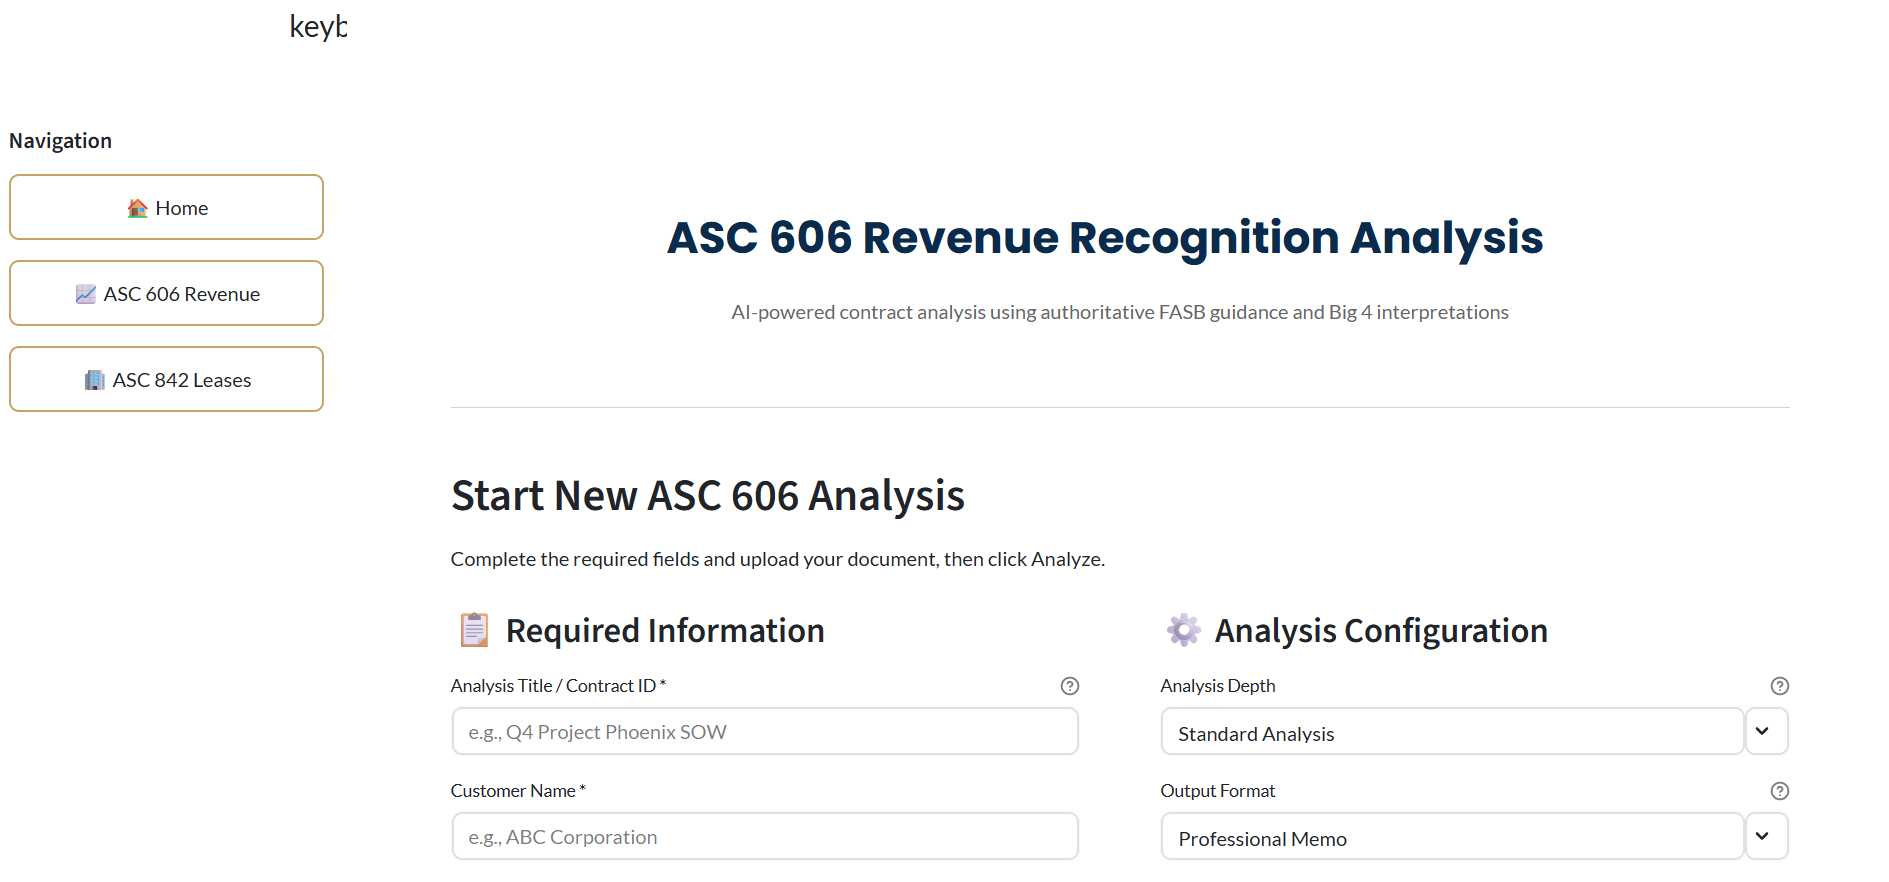 keyb
Navigation
Home
ASC 606 Revenue
ASC 842 Leases
ASC 606 Revenue Recognition Analysis
AI-powered contract analysis using authoritative FASB guidance and Big 4 interpretations
Start New ASC 606 Analysis
Complete the required fields and upload your document, then click Analyze.
Required Information
Analysis Title / Contract ID *
e.g., Q4 Project Phoenix SOW
Customer Name *
e.g., ABC Corporation
Analysis Configuration
Analysis Depth
Standard Analysis
Output Format
Professional Memo